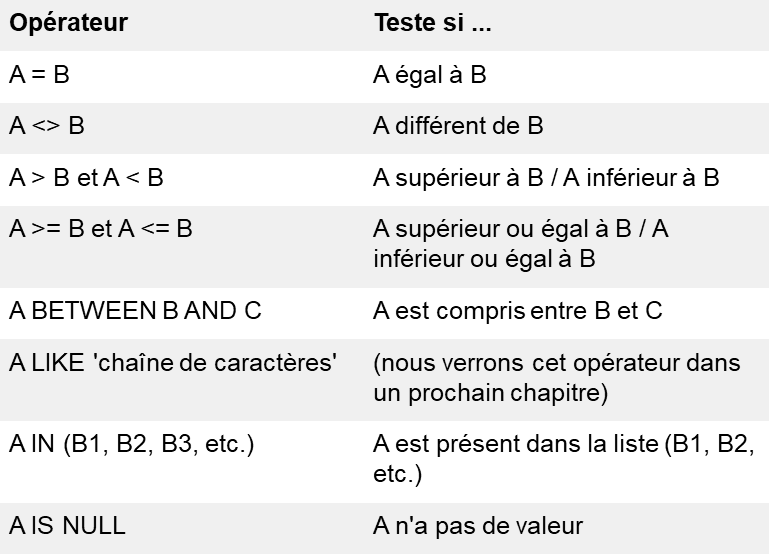 Opérateur Teste si ...
A = B A égal à B
A <> B A différent de B
A > B et A < B A supérieur à B / A inférieur à B
A >= B et A <= B A supérieur ou égal à B / A
inférieur ou égal à B
A BETWEEN B AND C A est compris entre B et C
A LIKE 'chaîne de caractères' (nous verrons cet opérateur dans
un prochain chapitre)
A IN (B1, B2, B3, etc.) A est présent dans la liste (B1, B2,
etc.)
A IS NULL A n'a pas de valeur